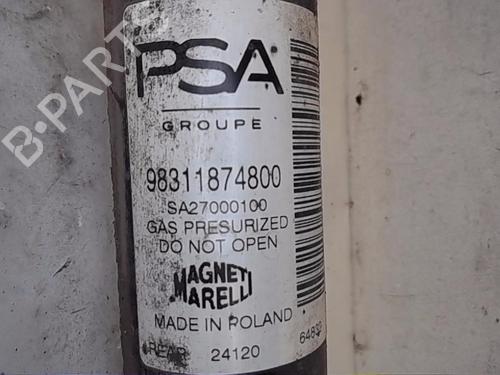 PSA
GROUPE
98311874800
SA27000100
GAS PRESURIZED
DO NOT OPEN
MAGNETI
MARELLI
MADE IN POLAND
REAR 24120
B-PARTS